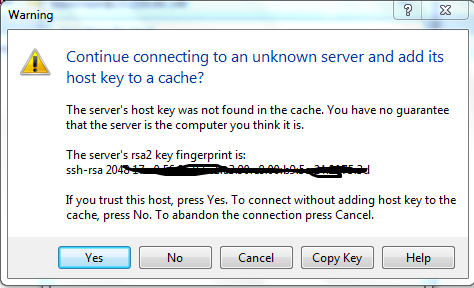 Warning
Continue connecting to an unknown server and add its
host key to a cache?
The server's host key was not found in the cache. You have no guarantee
that the server is the computer you think it is.
The server's rsa2 key fingerprint is:
ssh-rsa 2048
If you trust this host, press Yes. To connect without adding host key to the
cache, press No. To abandon the connection press Cancel.
Yes
No
Cancel
Copy Key
Help